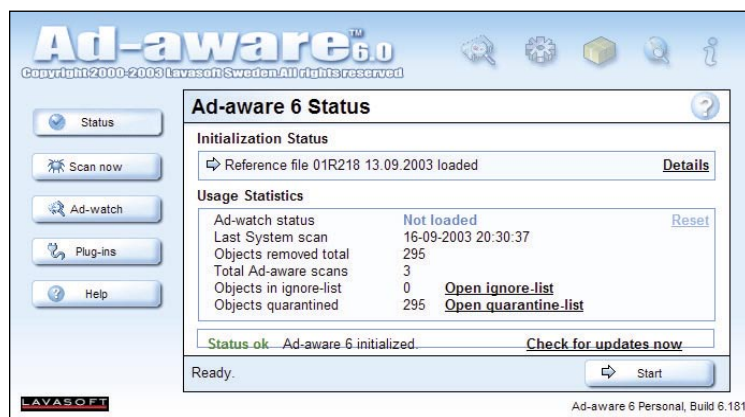 Ad-aware™ 6.0
Copyright 2000-2003 Lavasoft Sweden All rights reserved
Status
Scan now
Ad-watch
Plug-ins
Help
Ad-aware 6 Status
Initialization Status
Reference file 01R218 13.09.2003 loaded Details
Usage Statistics
Ad-watch status Not loaded Reset
Last System scan 16-09-2003 20:30:37
Objects removed total 295
Total Ad-aware scans 3
Objects in ignore-list 0 Open ignore-list
Objects quarantined 295 Open quarantine-list
Status ok Ad-aware 6 initialized. Check for updates now
Ready. Start
LAVASOFT
Ad-aware 6 Personal, Build 6.181